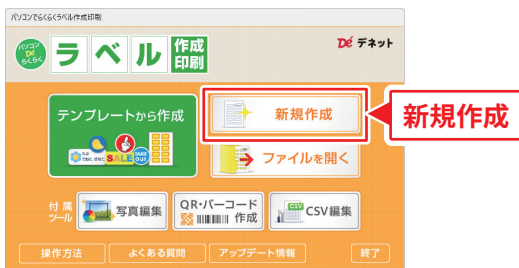 パソコンでらくらくラベル作成印刷
パソコン
De
らくらく
ラベル
作成
印刷
De デネット
テンプレートから作成
新規作成
新規作成
SALE
TAKE
OUT
ファイルを開く
付属
ツール
写真編集
QR・バーコード
作成
CSV
CSV編集
操作方法
よくある質問
アップデート情報
終了